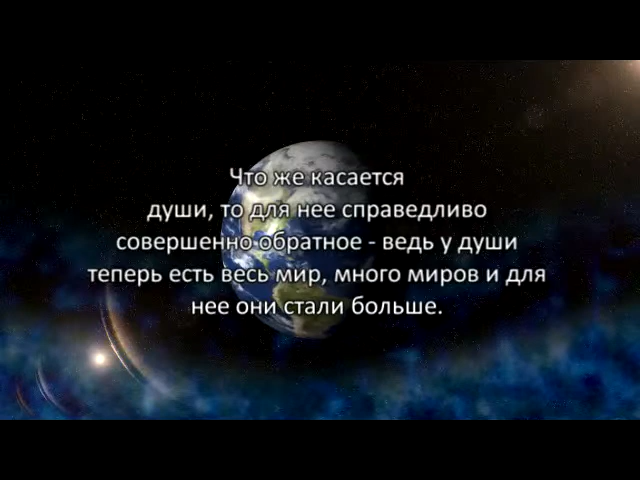 Что же касается
души, то для нее справедливо
совершенно обратное - ведь у души
теперь есть весь мир, много миров и для
нее они стали больше.